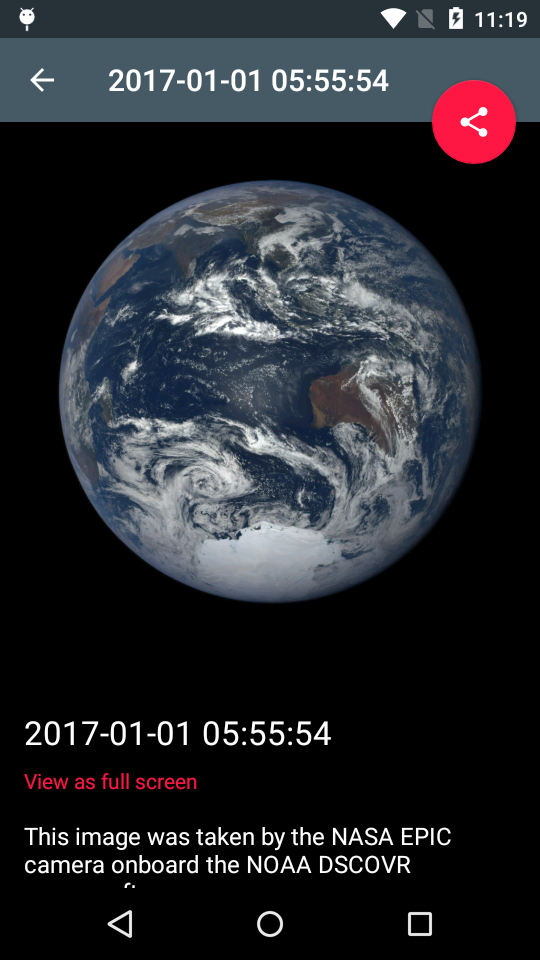 11:19
2017-01-01 05:55:54
2017-01-01 05:55:54
View as full screen
This image was taken by the NASA EPIC
camera onboard the NOAA DSCOVR